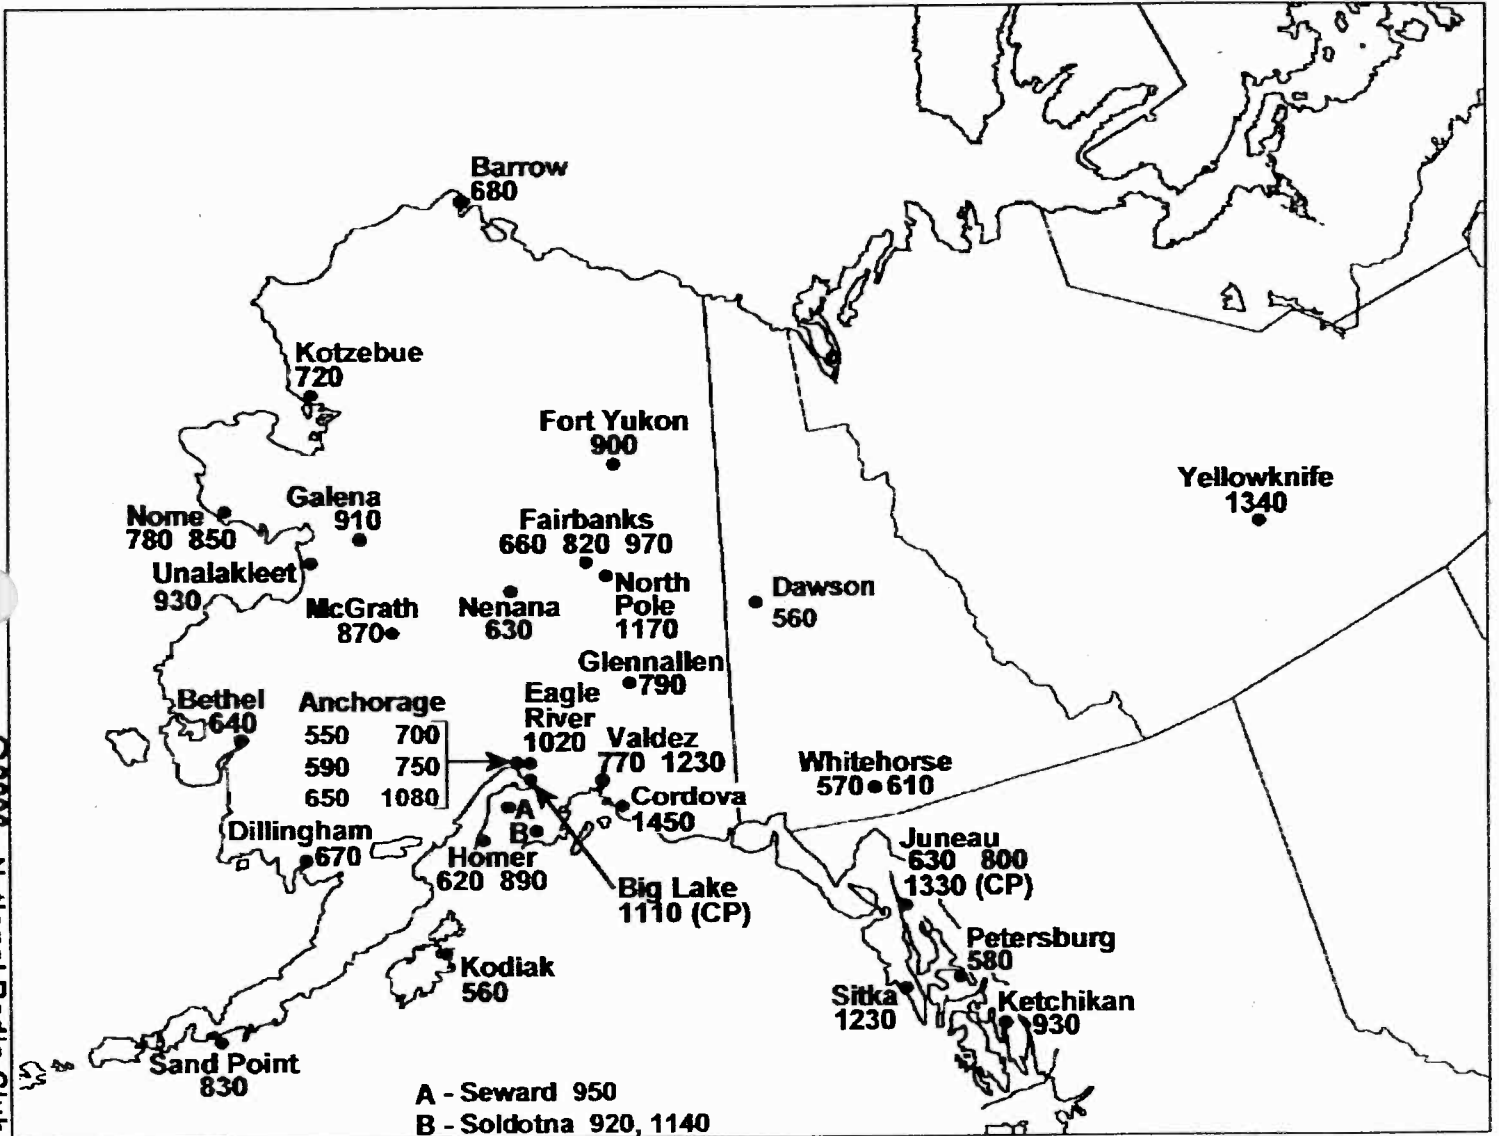 Barrow
680
Kotzebue
720
Fort Yukon
900
Yellowknife
1340
Galena
910
Nome
780 850
Fairbanks
660 820 970
Unalakleet
930
North
Pole
1170
McGrath
870
Nenana
630
Dawson
560
Glennallen
790
Bethel
640
Anchorage
550 700
590 750
650 1080
Eagle
River
1020
Valdez
770 1230
Whitehorse
570 610
Cordova
1450
A
B
Dillingham
670
Homer
620 890
Big Lake
1110 (CP)
Juneau
630 800
1330 (CP)
Petersburg
580
Kodiak
560
Sitka
1230
Ketchikan
930
Sand Point
830
A - Seward 950
B - Soldotna 920, 1140